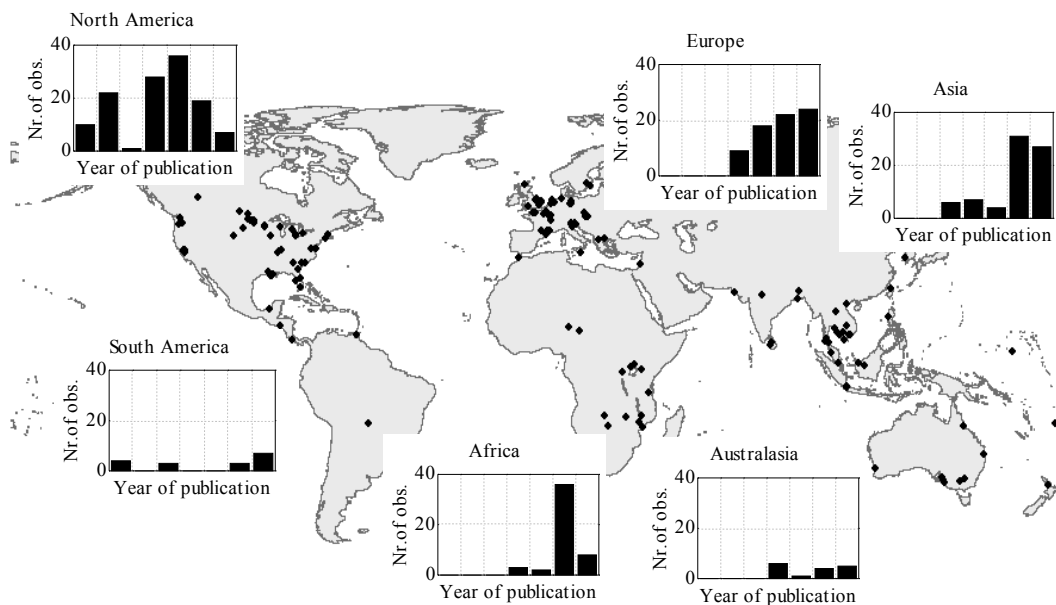 North America
40
20
0
Nr.of obs.
Year of publication
Europe
40
20
0
Nr.of obs.
Year of publication
Asia
40
20
0
Nr.of obs.
Year of publication
South America
40
20
0
Nr.of obs.
Year of publication
Africa
40
20
0
Nr.of obs.
Year of publication
Australasia
40
20
0
Nr.of obs.
Year of publication